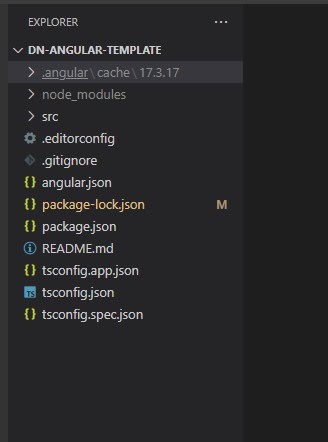 EXPLORER ...
DN-ANGULAR-TEMPLATE
.angular\cache\17.3.17
node_modules
src
.editorconfig
.gitignore
{} angular.json
{} package-lock.json M
{} package.json
README.md
{} tsconfig.app.json
TS tsconfig.json
{} tsconfig.spec.json